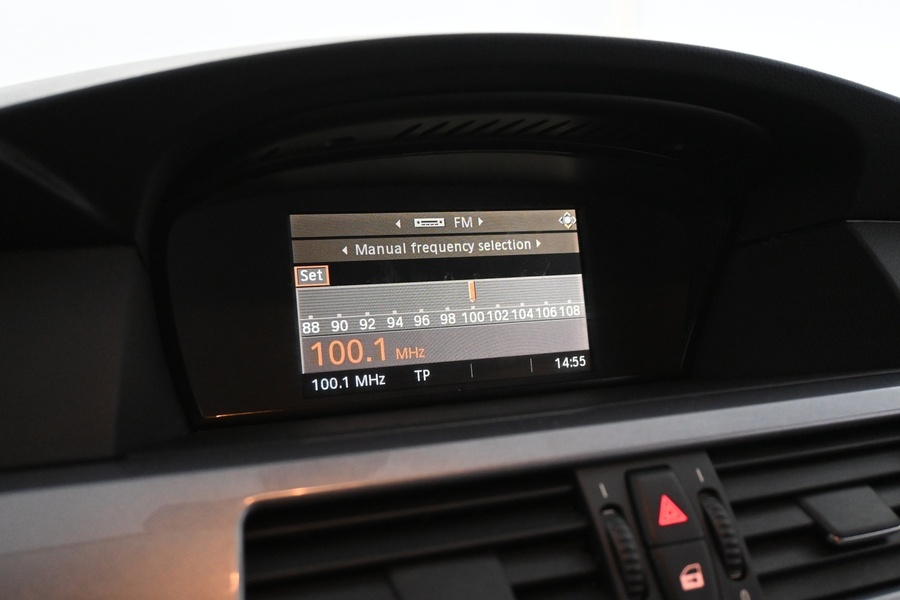 FM
Manual frequency selection
Set
88 90 92 94 96 98 100 102 104 106 108
100.1 MHz
100.1 MHz TP 14:55